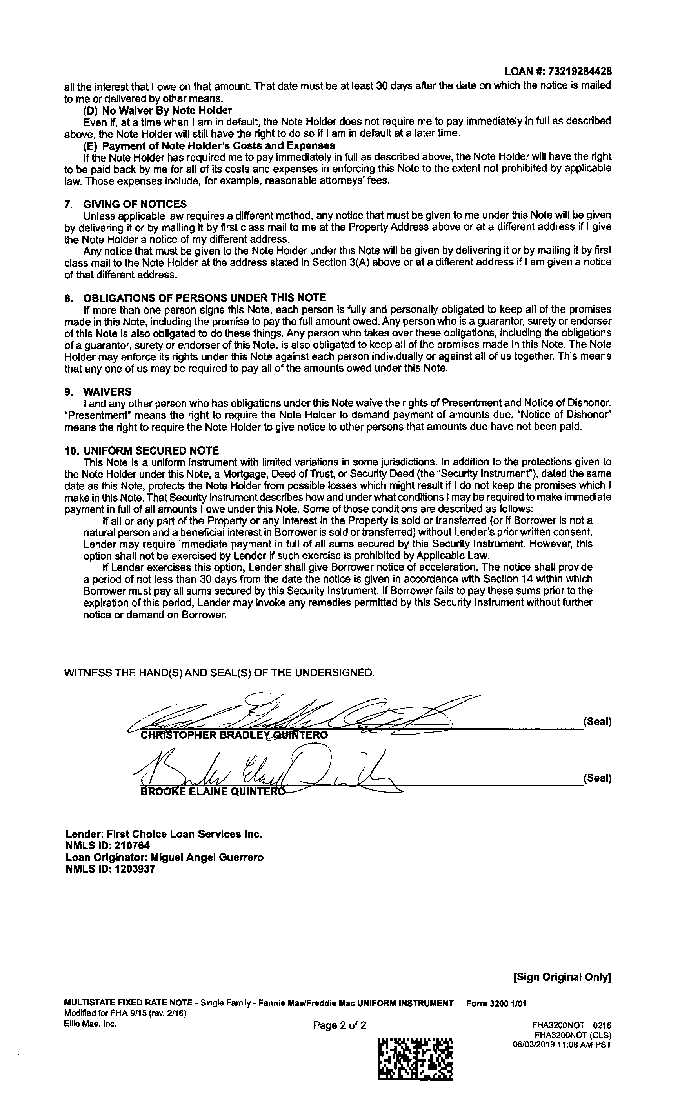 LOAN #: 73219284428
all the interest that I owe on that amount. That date must be at least 30 days after the date on which the notice is mailed
to me or delivered by other means.
(D) No Waiver By Note Holder
Even if, at a time when I am in default, the Note Holder does not require me to pay immediately in full as described
above, the Note Holder will still have the right to do so if I am in default at a later time.
(E) Payment of Note Holder's Costs and Expenses
If the Note Holder has required me to pay immediately in full as described above, the Note Holder will have the right
to be paid back by me for all of its costs and expenses in enforcing this Note to the extent not prohibited by applicable
law. Those expenses include, for example, reasonable attorneys' fees.
7. GIVING OF NOTICES
Unless applicable law requires a different method, any notice that must be given to me under this Note will be given
by delivering it or by mailing it by first class mail to me at the Property Address above or at a different address if I give
the Note Holder a notice of my different address.
Any notice that must be given to the Note Holder under this Note will be given by delivering it or by mailing it by first
class mail to the Note Holder at the address stated in Section 3(A) above or at a different address if I am given a notice
of that different address.
8. OBLIGATIONS OF PERSONS UNDER THIS NOTE
If more than one person signs this Note, each person is fully and personally obligated to keep all of the promises
made in this Note, including the promise to pay the full amount owed. Any person who is a guarantor, surety or endorser
of this Note is also obligated to do these things. Any person who takes over these obligations, including the obligations
of a guarantor, surety or endorser of this Note, is also obligated to keep all of the promises made in this Note. The Note
Holder may enforce its rights under this Note against each person individually or against all of us together. This means
that any one of us may be required to pay all of the amounts owed under this Note.
9. WAIVERS
I and any other person who has obligations under this Note waive the rights of Presentment and Notice of Dishonor.
"Presentment" means the right to require the Note Holder to demand payment of amounts due. "Notice of Dishonor"
means the right to require the Note Holder to give notice to other persons that amounts due have not been paid.
10. UNIFORM SECURED NOTE
This Note is a uniform instrument with limited variations in some jurisdictions. In addition to the protections given to
the Note Holder under this Note, a Mortgage, Deed of Trust, or Security Deed (the "Security Instrument"), dated the same
date as this Note, protects the Note Holder from possible losses which might result if I do not keep the promises which I
make in this Note. That Security Instrument describes how and under what conditions I may be required to make immediate
payment in full of all amounts I owe under this Note. Some of those conditions are described as follows:
If all or any part of the Property or any Interest in the Property is sold or transferred (or if Borrower is not a
natural person and a beneficial interest in Borrower is sold or transferred) without Lender's prior written consent,
Lender may require immediate payment in full of all sums secured by this Security Instrument. However, this
option shall not be exercised by Lender if such exercise is prohibited by Applicable Law.
If Lender exercises this option, Lender shall give Borrower notice of acceleration. The notice shall provide
a period of not less than 30 days from the date the notice is given in accordance with Section 14 within which
Borrower must pay all sums secured by this Security Instrument. If Borrower fails to pay these sums prior to the
expiration of this period, Lender may invoke any remedies permitted by this Security Instrument without further
notice or demand on Borrower.
WITNESS THE HAND(S) AND SEAL(S) OF THE UNDERSIGNED.
(Seal)
CHRISTOPHER BRADLEY QUINTERO
(Seal)
BROOKE ELAINE QUINTERO
Lender: First Choice Loan Services Inc.
NMLS ID: 210764
Loan Originator: Miguel Angel Guerrero
NMLS ID: 1203937
[Sign Original Only]
MULTISTATE FIXED RATE NOTE - Single Family - Fannie Mae/Freddie Mac UNIFORM INSTRUMENT Form 3200 1/01
Modified for FHA 9/15 (rev. 2/16)
Ellie Mae, Inc. Page 2 of 2 FHA3200NOT 0216
FHA3200NOT (CLS)
06/03/2019 11:08 AM PST